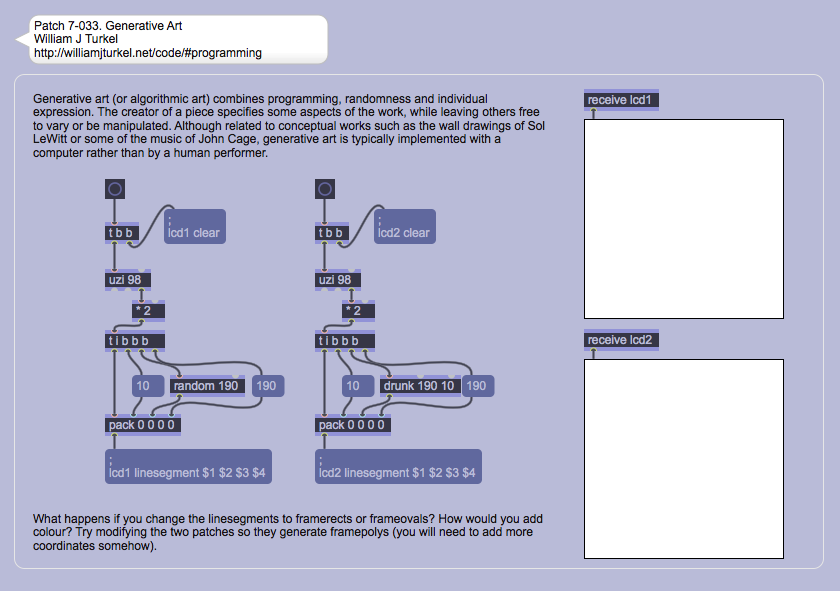 Patch 7-033. Generative Art
William J Turkel
http://williamjturkel.net/code/#programming
Generative art (or algorithmic art) combines programming, randomness and individual
expression. The creator of a piece specifies some aspects of the work, while leaving others free
to vary or be manipulated. Although related to conceptual works such as the wall drawings of Sol
LeWitt or some of the music of John Cage, generative art is typically implemented with a
computer rather than by a human performer.
t b b
;
lcd1 clear
uzi 98
* 2
t i b b b
10
random 190
190
pack 0 0 0 0
;
lcd1 linesegment $1 $2 $3 $4
t b b
;
lcd2 clear
uzi 98
* 2
t i b b b
10
drunk 190 10
190
pack 0 0 0 0
;
lcd2 linesegment $1 $2 $3 $4
What happens if you change the linesegments to framerects or frameovals? How would you add
colour? Try modifying the two patches so they generate framepolys (you will need to add more
coordinates somehow).
receive lcd1
receive lcd2